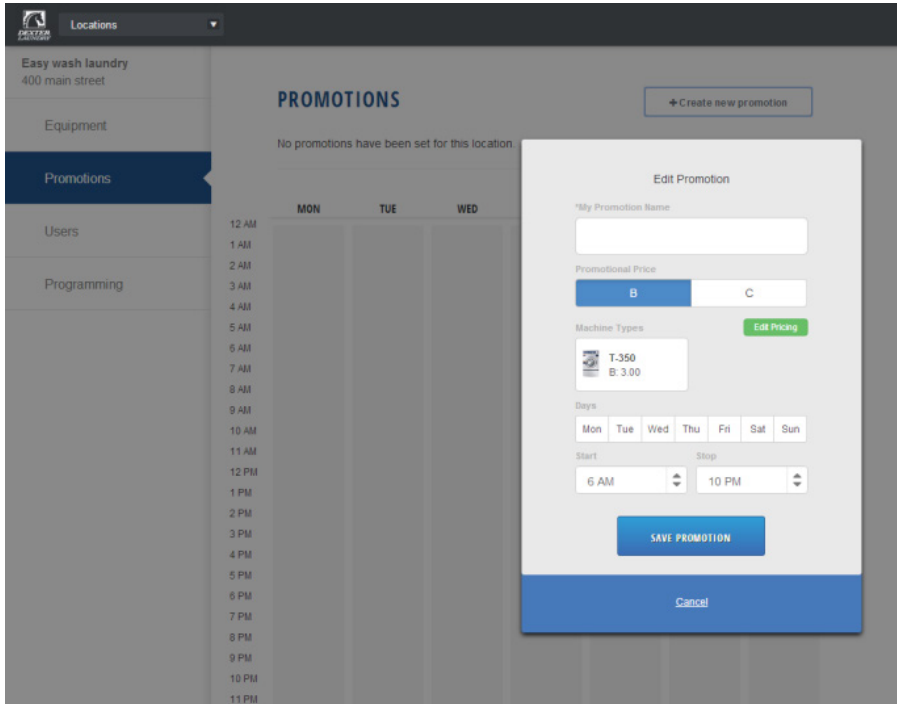 DEXTER
LAUNDRY
Locations
Easy wash laundry
400 main street
Equipment
Promotions
Users
Programming
PROMOTIONS
+Create new promotion
No promotions have been set for this location.
MON TUE WED
12 AM
1 AM
2 AM
3 AM
4 AM
5 AM
6 AM
7 AM
8 AM
9 AM
10 AM
11 AM
12 PM
1 PM
2 PM
3 PM
4 PM
5 PM
6 PM
7 PM
8 PM
9 PM
10 PM
11 PM
Edit Promotion
*My Promotion Name
Promotional Price
B C
Machine Types Edit Pricing
T-350
B: 3.00
Days
Mon Tue Wed Thu Fri Sat Sun
Start Stop
6 AM 10 PM
SAVE PROMOTION
Cancel